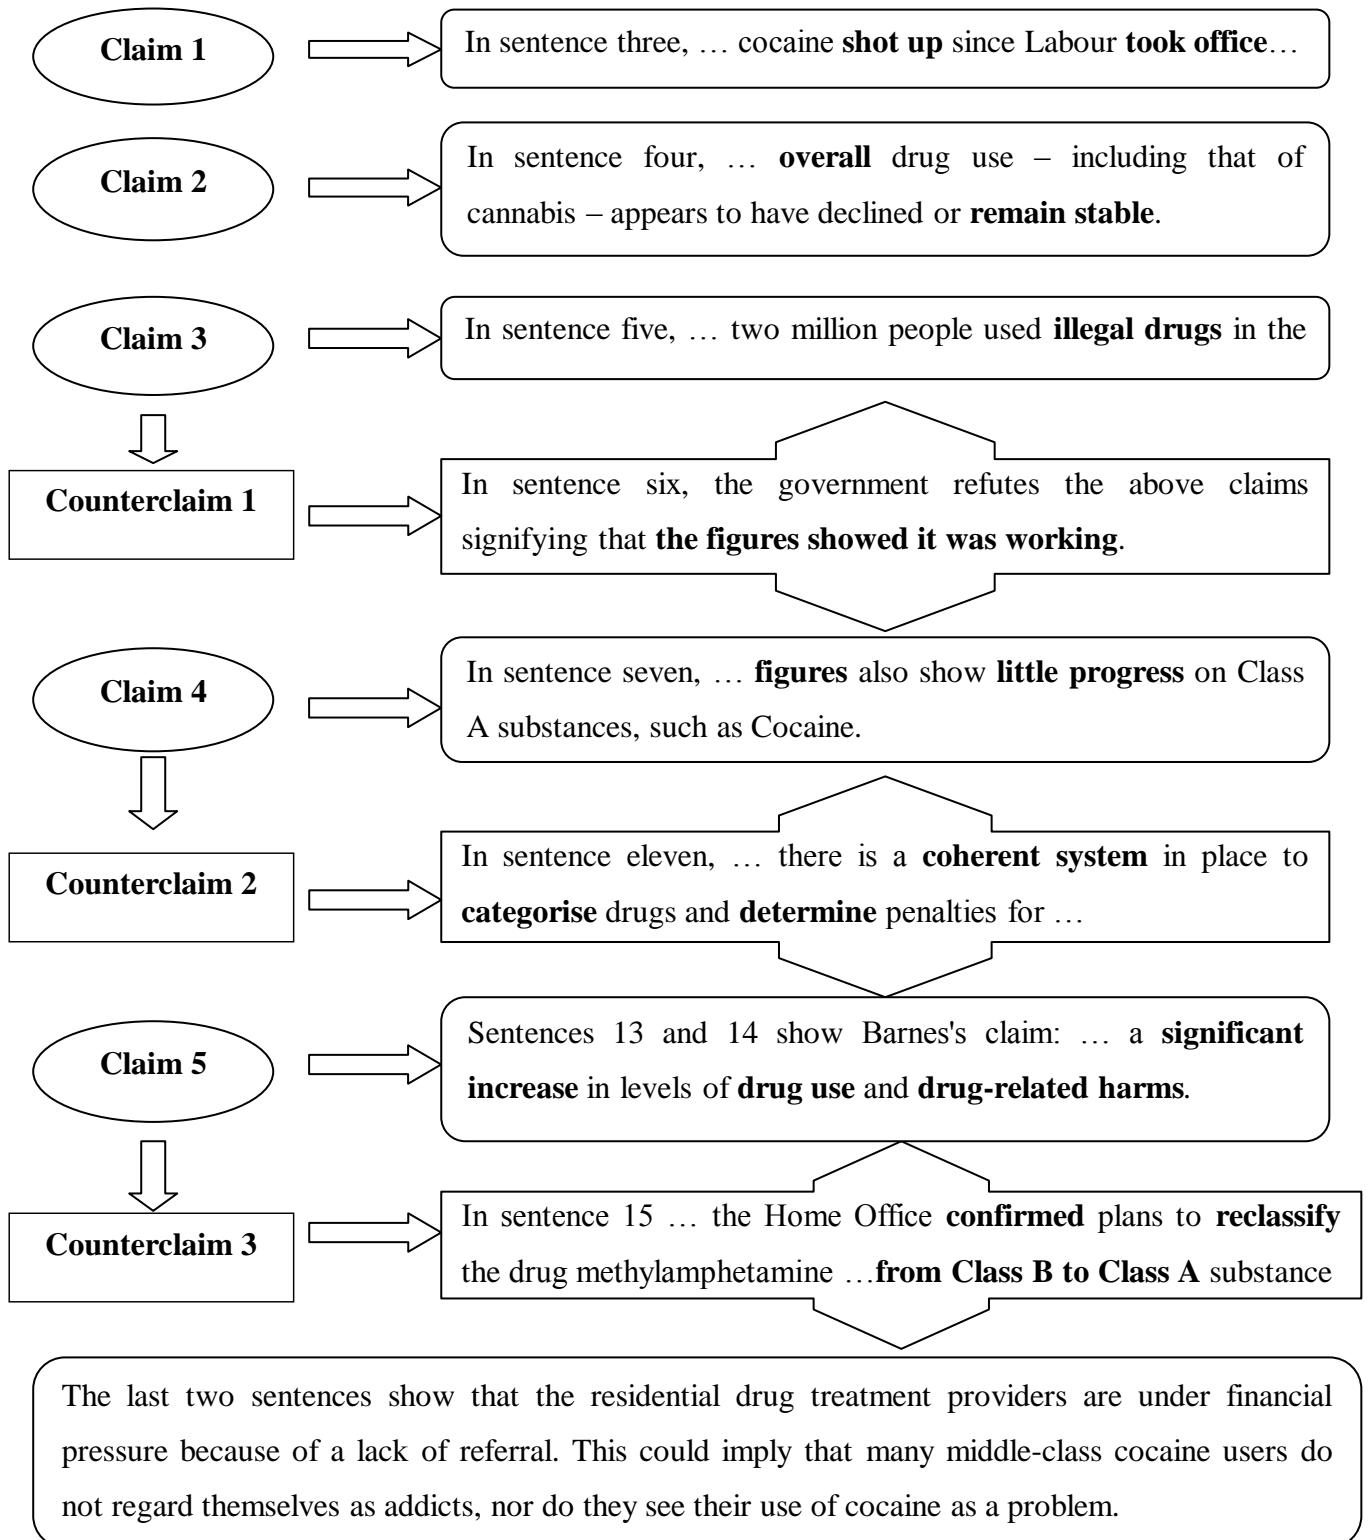 Claim 1
In sentence three, … cocaine shot up since Labour took office…
Claim 2
In sentence four, … overall drug use – including that of
cannabis – appears to have declined or remain stable.
Claim 3
In sentence five, … two million people used illegal drugs in the
Counterclaim 1
In sentence six, the government refutes the above claims
signifying that the figures showed it was working.
Claim 4
In sentence seven, … figures also show little progress on Class
A substances, such as Cocaine.
Counterclaim 2
In sentence eleven, … there is a coherent system in place to
categorise drugs and determine penalties for …
Claim 5
Sentences 13 and 14 show Barnes's claim: … a significant
increase in levels of drug use and drug-related harms.
Counterclaim 3
In sentence 15 … the Home Office confirmed plans to reclassify
the drug methylamphetamine …from Class B to Class A substance
The last two sentences show that the residential drug treatment providers are under financial
pressure because of a lack of referral. This could imply that many middle-class cocaine users do
not regard themselves as addicts, nor do they see their use of cocaine as a problem.